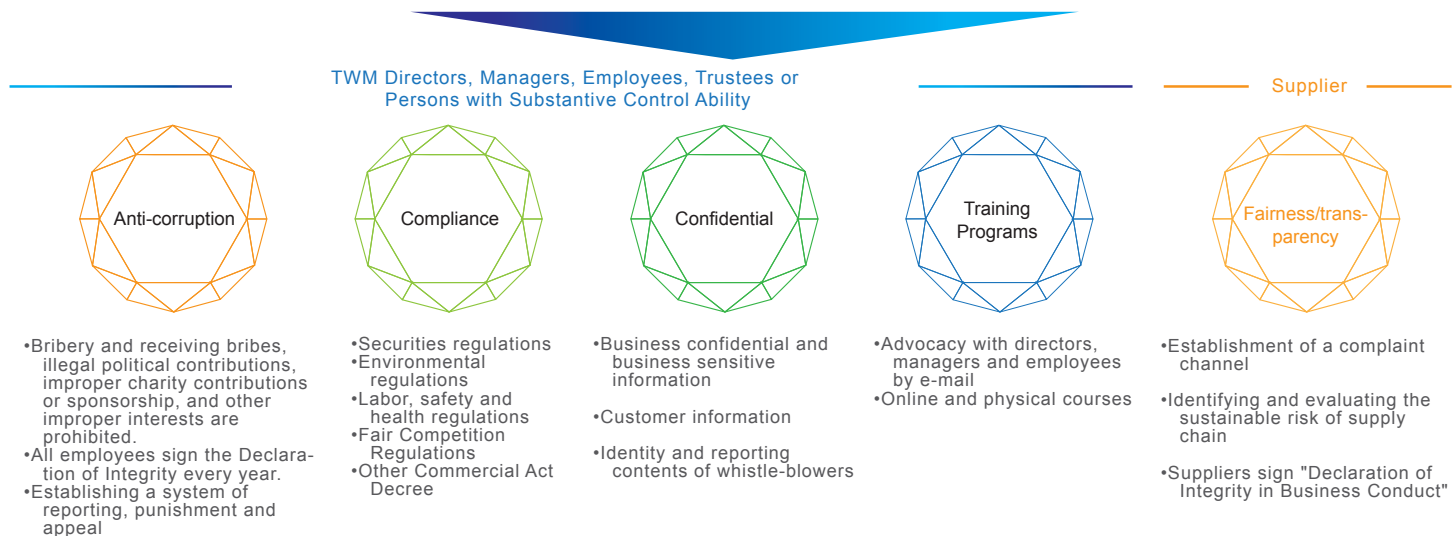 TWM Directors, Managers, Employees, Trustees or
Persons with Substantive Control Ability
Supplier
Anti-corruption
•Bribery and receiving bribes,
illegal political contributions,
improper charity contributions
or sponsorship, and other
improper interests are
prohibited.
•All employees sign the Declara-
tion of Integrity every year.
•Establishing a system of
reporting, punishment and
appeal
Compliance
•Securities regulations
•Environmental
regulations
•Labor, safety and
health regulations
•Fair Competition
Regulations
•Other Commercial Act
Decree
Confidential
•Business confidential and
business sensitive
information
•Customer information
•Identity and reporting
contents of whistle-blowers
Training
Programs
•Advocacy with directors,
managers and employees
by e-mail
•Online and physical courses
Fairness/trans-
parency
•Establishment of a complaint
channel
•Identifying and evaluating the
sustainable risk of supply
chain
•Suppliers sign "Declaration of
Integrity in Business Conduct"